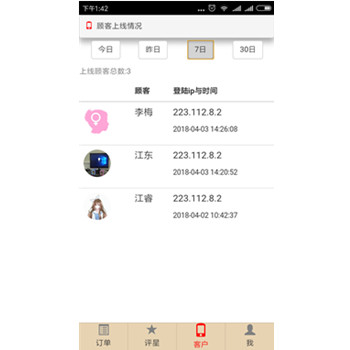 下午1:42
顾客上线情况
今日 昨日 7日 30日
上线顾客总数:3
顾客 登陆ip与时间
李梅 223.112.8.2
2018-04-03 14:26:08
江东 223.112.8.2
2018-04-03 14:20:52
江睿 223.112.8.2
2018-04-02 10:42:37
订单 评星 客户 我